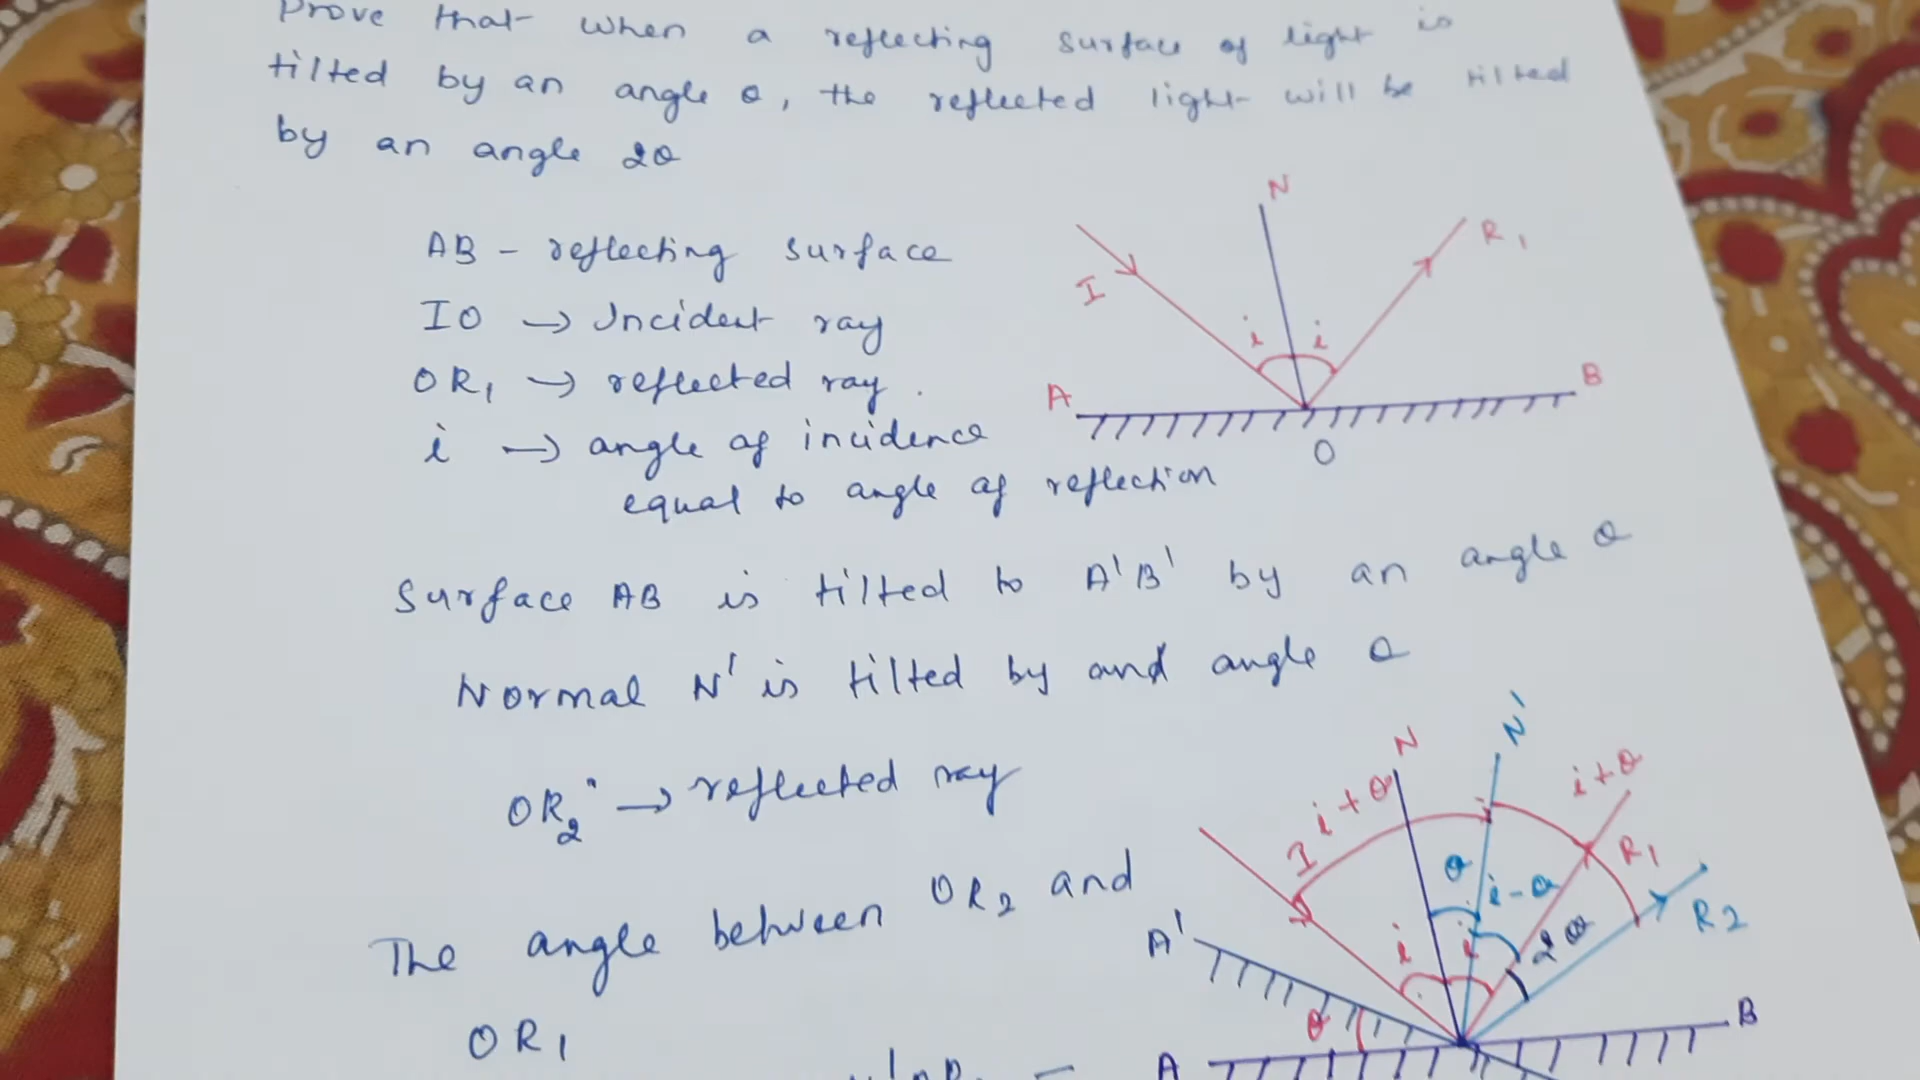 Prove that when a reflecting surface of light is
tilted by an angle θ, the reflected light will be tilted
by an angle 2θ
AB - reflecting surface
IO → Incident ray
OR1 → reflected ray.
i → angle of incidence
equal to angle of reflection
N
I
R1
i i
A
B
O
Surface AB is tilted to A'B' by an angle θ
Normal N' is tilted by and angle θ
OR2 → reflected ray
The angle between OR2 and
OR1
N
N'
i+θ
i+θ
I
R1
θ
i-θ
R2
i
i
2θ
A'
θ
A
B